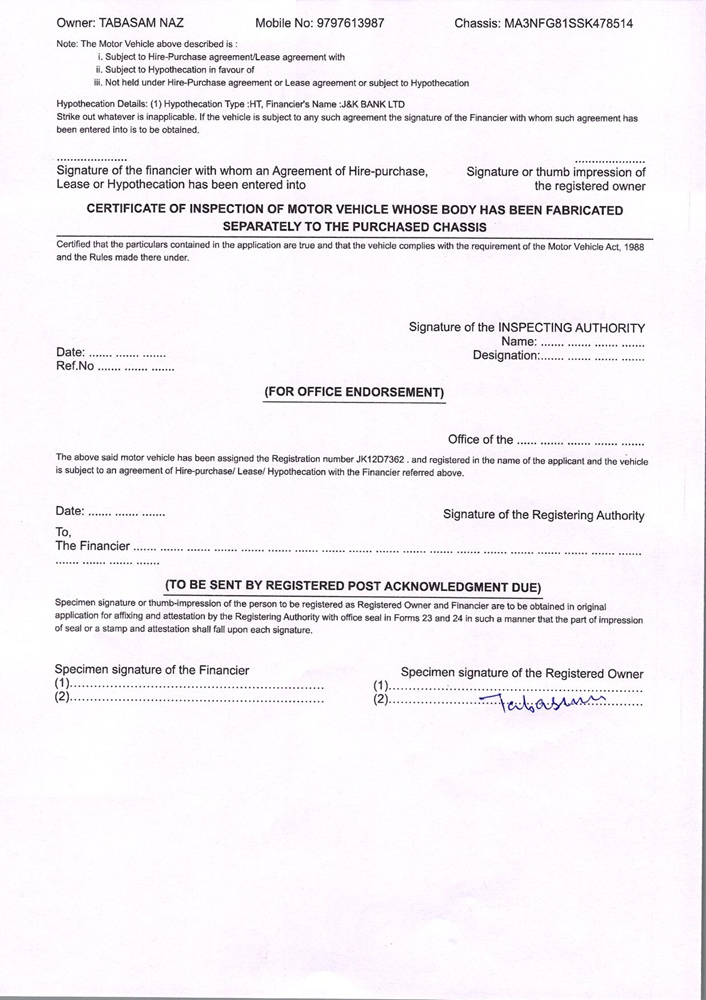 Owner: TABASAM NAZ Mobile No: 9797613987 Chassis: MA3NFG81SSK478514
Note: The Motor Vehicle above described is :
i. Subject to Hire-Purchase agreement/Lease agreement with
ii. Subject to Hypothecation in favour of
iii. Not held under Hire-Purchase agreement or Lease agreement or subject to Hypothecation
Hypothecation Details: (1) Hypothecation Type :HT, Financier's Name :J&K BANK LTD
Strike out whatever is inapplicable. If the vehicle is subject to any such agreement the signature of the Financier with whom such agreement has
been entered into is to be obtained.
..................... .....................
Signature of the financier with whom an Agreement of Hire-purchase, Signature or thumb impression of
Lease or Hypothecation has been entered into the registered owner
CERTIFICATE OF INSPECTION OF MOTOR VEHICLE WHOSE BODY HAS BEEN FABRICATED
SEPARATELY TO THE PURCHASED CHASSIS
Certified that the particulars contained in the application are true and that the vehicle complies with the requirement of the Motor Vehicle Act, 1988
and the Rules made there under.
Signature of the INSPECTING AUTHORITY
Name: ....... ....... ....... .......
Date: ....... ....... ....... Designation:....... ....... ....... .......
Ref.No ....... ....... .......
(FOR OFFICE ENDORSEMENT)
Office of the ...... ....... ....... ....... .......
The above said motor vehicle has been assigned the Registration number JK12D7362 . and registered in the name of the applicant and the vehicle
is subject to an agreement of Hire-purchase/ Lease/ Hypothecation with the Financier referred above.
Date: ....... ....... ....... Signature of the Registering Authority
To,
The Financier ....... ....... ....... ....... ....... ....... ....... ....... ....... ....... ....... ....... ....... ....... ....... ....... ....... ....... .......
....... ....... ....... .......
(TO BE SENT BY REGISTERED POST ACKNOWLEDGMENT DUE)
Specimen signature or thumb-impression of the person to be registered as Registered Owner and Financier are to be obtained in original
application for affixing and attestation by the Registering Authority with office seal in Forms 23 and 24 in such a manner that the part of impression
of seal or a stamp and attestation shall fall upon each signature.
Specimen signature of the Financier Specimen signature of the Registered Owner
(1)................................................................ (1)................................................................
(2)................................................................ (2)....................... Tabasum ...............